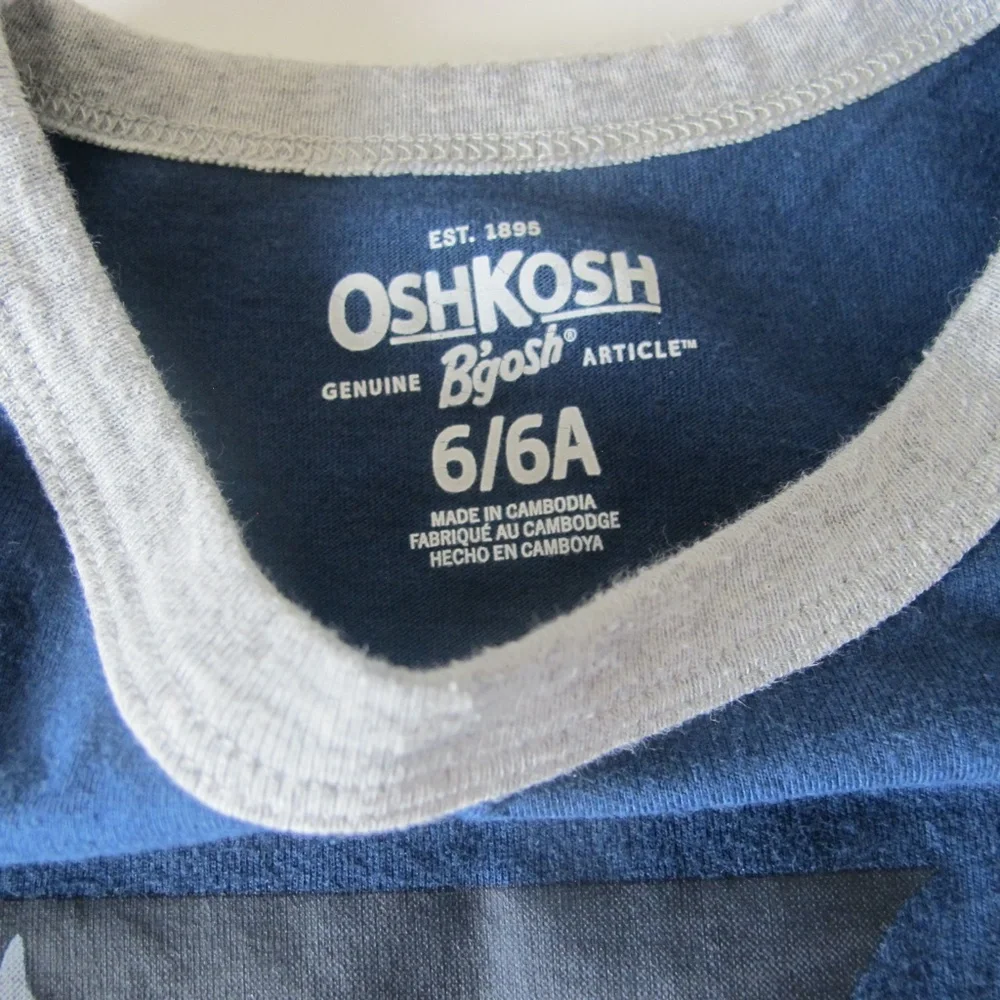 EST. 1895
OSHKOSH
GENUINE B'gosh® ARTICLE™
6/6A
MADE IN CAMBODIA
FABRIQUÉ AU CAMBODGE
HECHO EN CAMBOYA